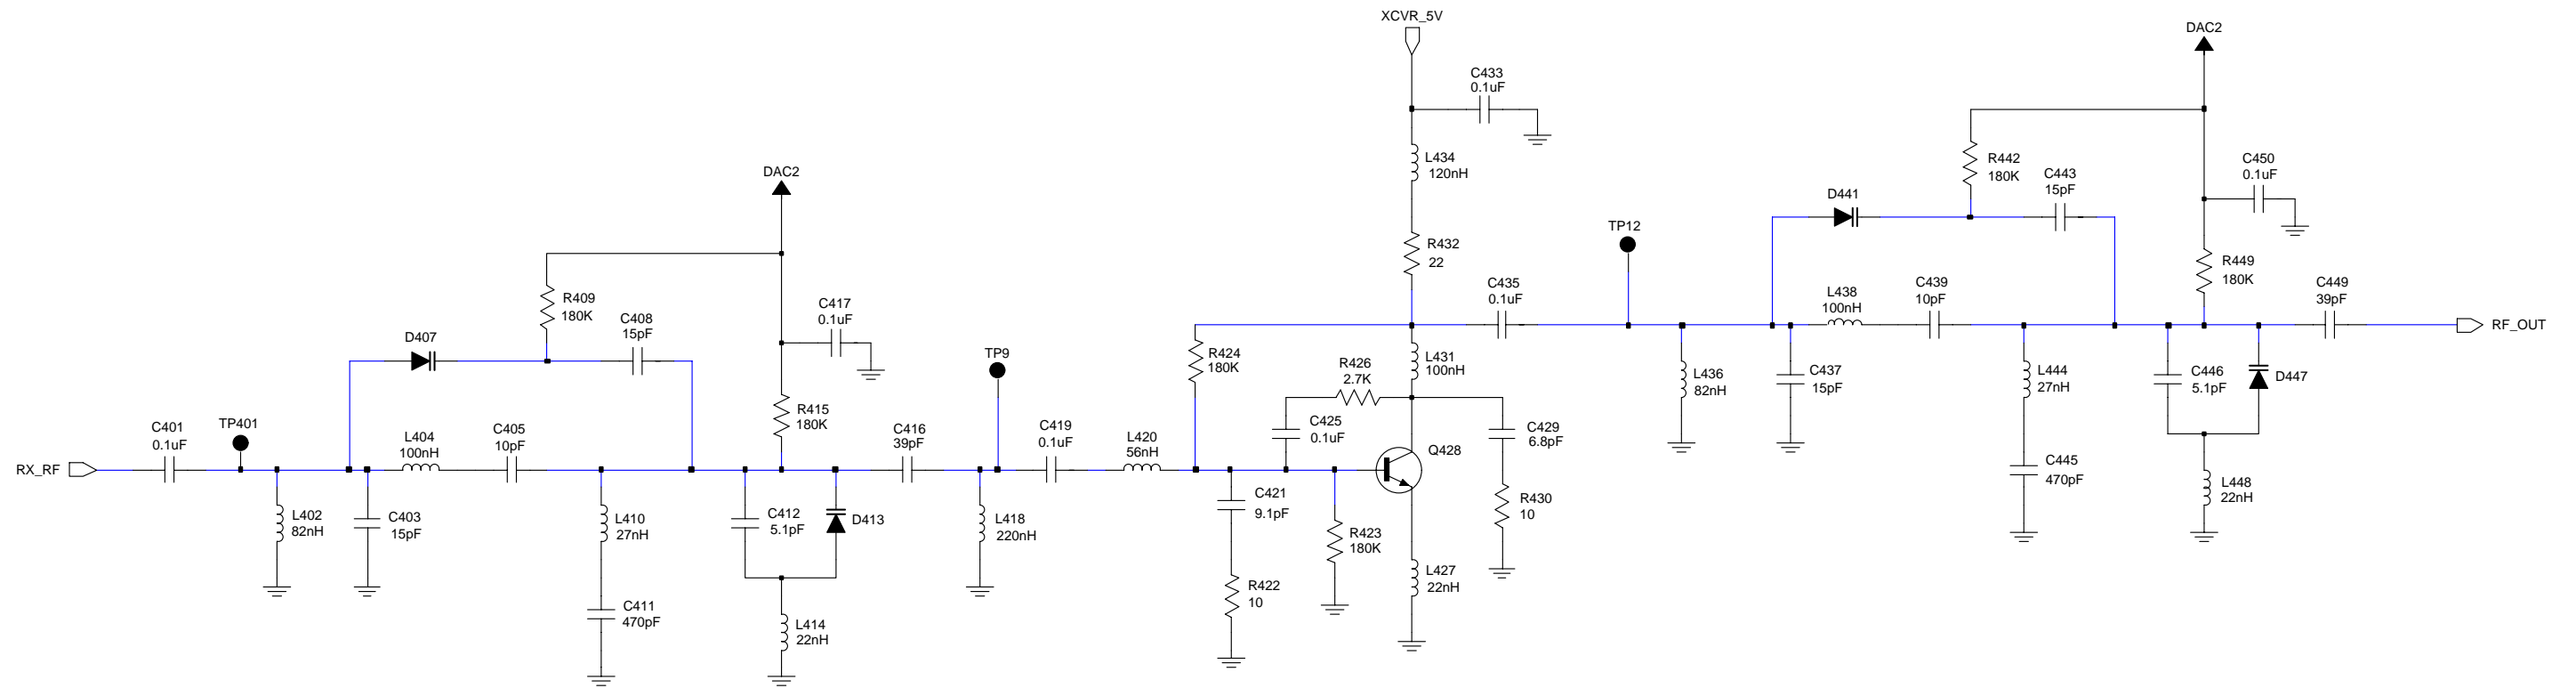 XCVR_5V
DAC2
C433
0.1uF
L434
120nH
R442
180K
C443
15pF
C450
0.1uF
DAC2
D441
TP12
R432
22
R449
180K
C435
0.1uF
L438
100nH
C439
10pF
C449
39pF
RF_OUT
R409
180K
C408
15pF
C417
0.1uF
D407
TP9
R424
180K
R426
2.7K
L431
100nH
L436
82nH
C437
15pF
L444
27nH
C446
5.1pF
D447
R415
180K
RX_RF
C401
0.1uF
TP401
L404
100nH
C405
10pF
C416
39pF
C419
0.1uF
L420
56nH
C425
0.1uF
Q428
C429
6.8pF
C445
470pF
L448
22nH
L402
82nH
C403
15pF
L410
27nH
C412
5.1pF
D413
L418
220nH
C421
9.1pF
R423
180K
R430
10
R422
10
L427
22nH
C411
470pF
L414
22nH